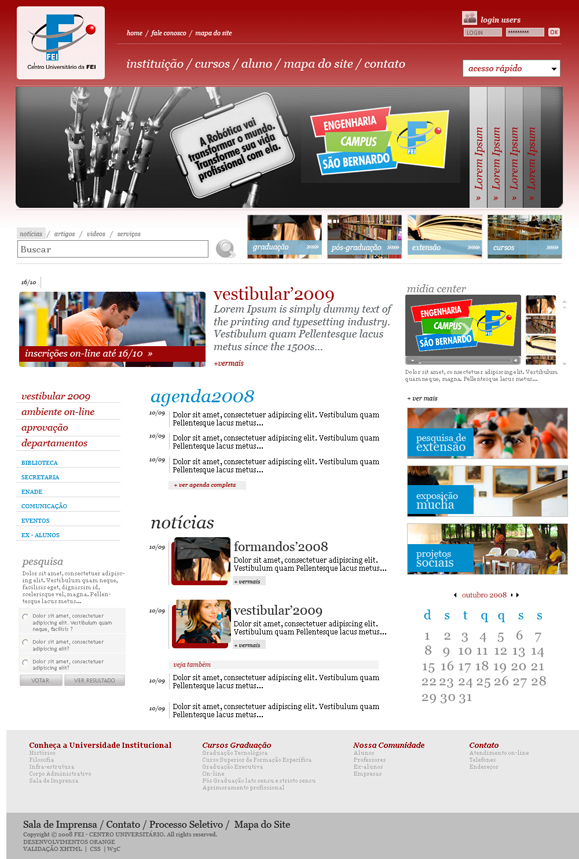 FEI
Centro Universitário da FEI
home / fale conosco / mapa do site
login users
LOGIN
********* OK
instituição / cursos / aluno / mapa do site / contato
acesso rápido
A Robótica vai
transformar o mundo.
Transforme sua vida
profissional com ela.
ENGENHARIA
CAMPUS
SÃO BERNARDO
FEI
» Lorem Ipsum
» Lorem Ipsum
» Lorem Ipsum
» Lorem Ipsum
notícias / artigos / videos / serviços
Buscar
graduação »»»
pós-graduação »»»
extensão »»»
cursos »»»
16/10
inscrições on-line até 16/10 »
vestibular'2009
Lorem Ipsum is simply dummy text of
the printing and typesetting industry.
Vestibulum quam Pellentesque lacus
metus since the 1500s...
+vermais
midia center
ENGENHARIA
CAMPUS
SÃO BERNARDO
FEI
Dolor sit amet, consectetuer adipiscing elit. Vestibulum
quam neque, magna. Pellentesque lacus metus...
+ ver mais
vestibular 2009
ambiente on-line
aprovação
departamentos
BIBLIOTECA
SECRETARIA
ENADE
COMUNICAÇÃO
EVENTOS
EX - ALUNOS
agenda2008
10/09 Dolor sit amet, consectetuer adipiscing elit. Vestibulum quam
Pellentesque lacus metus...
10/09 Dolor sit amet, consectetuer adipiscing elit. Vestibulum quam
Pellentesque lacus metus...
10/09 Dolor sit amet, consectetuer adipiscing elit. Vestibulum quam
Pellentesque lacus metus...
+ ver agenda completa
pesquisa de
extensão
exposição
mucha
projetos
sociais
notícias
10/09 formandos'2008
Dolor sit amet, consectetuer adipiscing elit.
Vestibulum quam Pellentesque lacus metus...
+vermais
10/09 vestibular'2009
Dolor sit amet, consectetuer adipiscing elit.
Vestibulum quam Pellentesque lacus metus...
+vermais
veja também
10/09 Dolor sit amet, consectetuer adipiscing elit. Vestibulum quam
Pellentesque lacus metus...
10/09 Dolor sit amet, consectetuer adipiscing elit. Vestibulum quam
Pellentesque lacus metus...
pesquisa
Dolor sit amet, consectetuer adipisc-
ing elit. Vestibulum quam neque,
facilisis eget, dignissim id,
scelerisque vel, magna. Pellen-
tesque lacus metus...
Dolor sit amet, consectetuer
adipiscing elit. Vestibulum quam
neque, facilisis ?
Dolor sit amet, consectetuer
adipiscing elit?
Dolor sit amet, consectetuer
adipiscing elit?
VOTAR VER RESULTADO
outubro 2008
d s t q q s s
1 2 3 4 5 6 7
8 9 10 11 12 13 14
15 16 17 18 19 20 21
22 23 24 25 26 27 28
29 30 31
Conheça a Universidade Institucional
Histórico
Filosofia
Infra-estrutura
Corpo Administrativo
Sala de Imprensa
Cursos Graduação
Graduação Tecnológica
Curso Superior de Formação Específica
Graduação Executiva
On-line
Pós Graduação lato sensu e stricto sensu
Aprimoramento profissional
Nossa Comunidade
Alunos
Professores
Ex-alunos
Empresas
Contato
Atendimento on-line
Telefones
Endereços
Sala de Imprensa / Contato / Processo Seletivo / Mapa do Site
Copyright © 2008 FEI - CENTRO UNIVERSITÁRIO. All rights reserved.
DESENVOLVIMENTOS ORANGE
VALIDAÇÃO XHTML | CSS | W3C